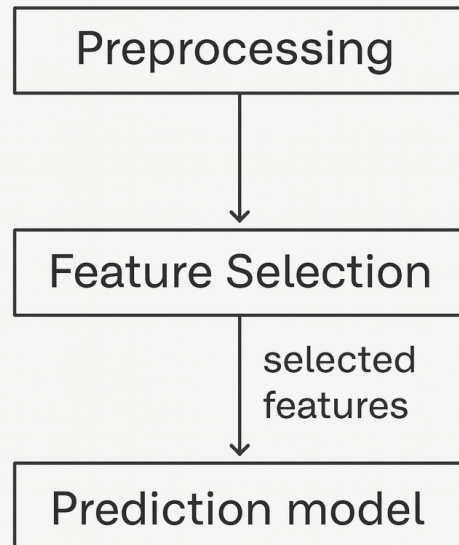 Preprocessing
Feature Selection
selected
features
Prediction model